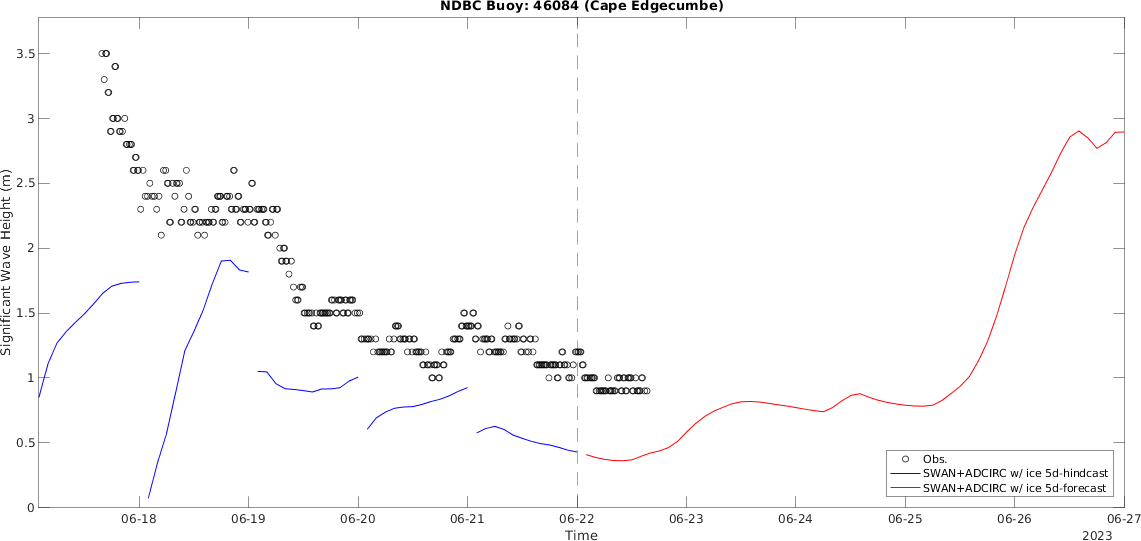 NDBC Buoy: 46084 (Cape Edgecumbe)
3.5
3
2.5
2
1.5
1
0.5
0
Significant Wave Height (m)
Obs.
SWAN+ADCIRC w/ ice 5d-hindcast
SWAN+ADCIRC w/ ice 5d-forecast
06-18 06-19 06-20 06-21 06-22 06-23 06-24 06-25 06-26 06-27
Time
2023